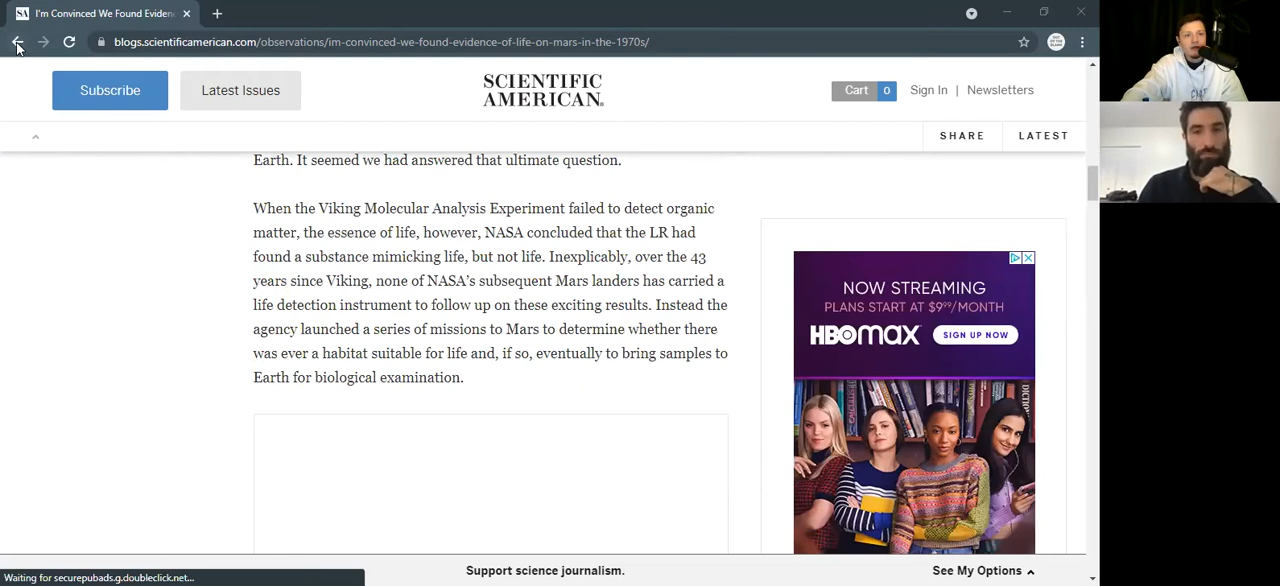 SA I'm Convinced We Found Eviden
blogs.scientificamerican.com/observations/im-convinced-we-found-evidence-of-life-on-mars-in-the-1970s/
Subscribe
Latest Issues
SCIENTIFIC
AMERICAN.
Cart 0 Sign In | Newsletters
SHARE LATEST
Earth. It seemed we had answered that ultimate question.
When the Viking Molecular Analysis Experiment failed to detect organic
matter, the essence of life, however, NASA concluded that the LR had
found a substance mimicking life, but not life. Inexplicably, over the 43
years since Viking, none of NASA’s subsequent Mars landers has carried a
life detection instrument to follow up on these exciting results. Instead the
agency launched a series of missions to Mars to determine whether there
was ever a habitat suitable for life and, if so, eventually to bring samples to
Earth for biological examination.
NOW STREAMING
PLANS START AT $9⁹⁹/MONTH
HBOMAX SIGN UP NOW
Support science journalism.
See My Options
Waiting for securepubads.g.doubleclick.net...